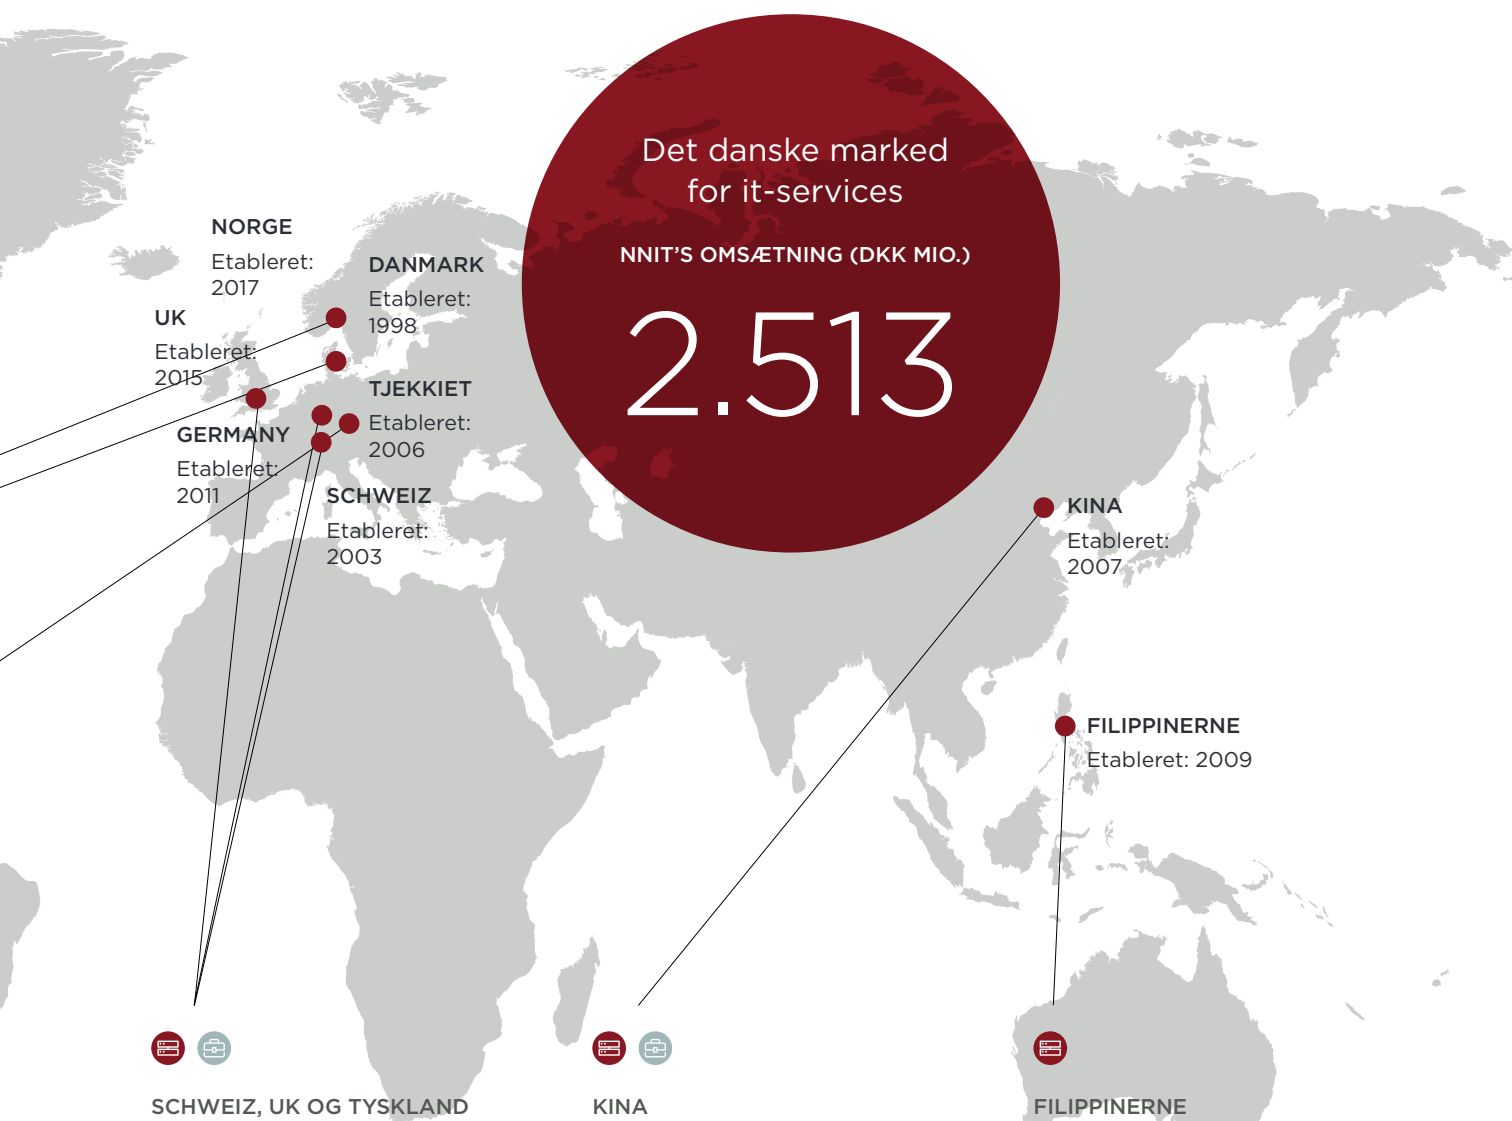 Det danske marked
for it-services
NNIT'S OMSÆTNING (DKK MIO.)
2.513
NORGE
Etableret:
2017
DANMARK
Etableret:
1998
UK
Etableret:
2015
TJEKKIET
Etableret:
2006
GERMANY
Etableret:
2011
SCHWEIZ
Etableret:
2003
KINA
Etableret:
2007
FILIPPINERNE
Etableret: 2009
SCHWEIZ, UK OG TYSKLAND
KINA
FILIPPINERNE